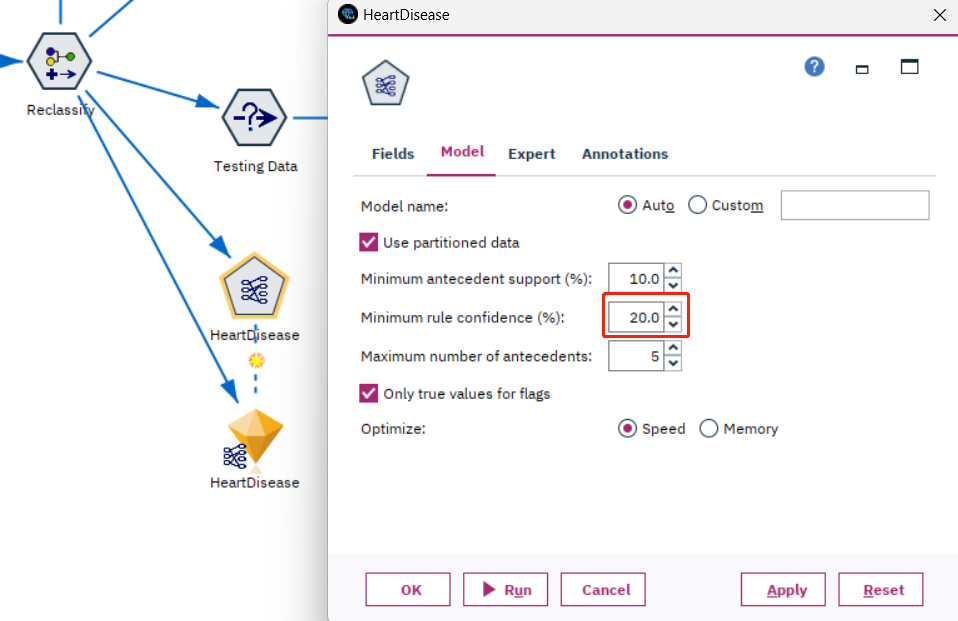 HeartDisease
Reclassify
Testing Data
HeartDisease
HeartDisease
Fields Model Expert Annotations
Model name: Auto Custom
Use partitioned data
Minimum antecedent support (%): 10.0
Minimum rule confidence (%): 20.0
Maximum number of antecedents: 5
Only true values for flags
Optimize: Speed Memory
OK Run Cancel Apply Reset